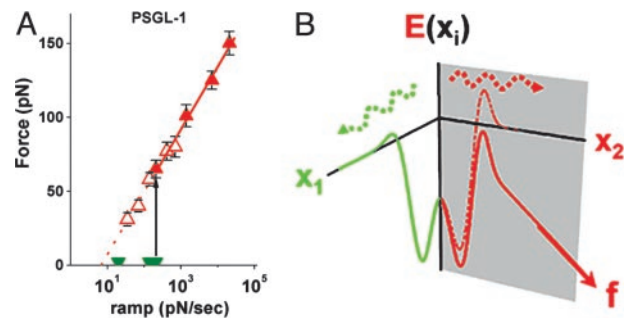 A
PSGL-1
Force (pN)
150
100
50
0
10¹
10³
10⁵
ramp (pN/sec)
B
E(xᵢ)
x₁
x₂
f